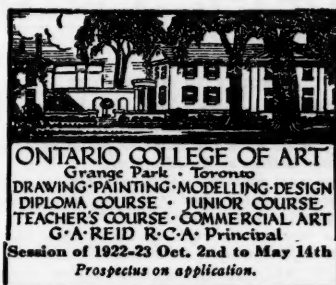 ONTARIO COLLEGE OF ART
Grange Park · Toronto
DRAWING·PAINTING·MODELLING·DESIGN
DIPLOMA COURSE · JUNIOR COURSE
TEACHER'S COURSE · COMMERCIAL ART
G·A·REID R·C·A· Principal
Session of 1922-23 Oct. 2nd to May 14th
Prospectus on application.